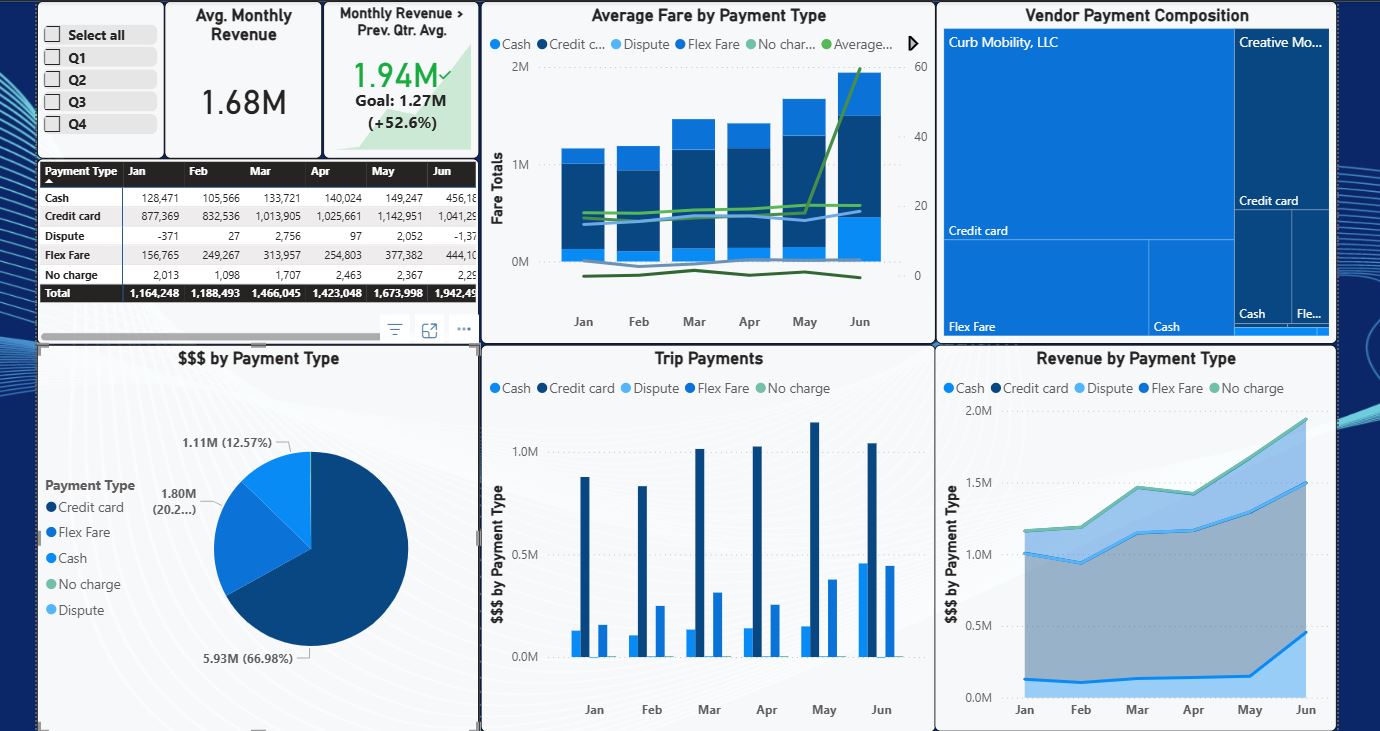 Select all
Q1
Q2
Q3
Q4
Avg. Monthly
Revenue
1.68M
Monthly Revenue >
Prev. Qtr. Avg.
1.94M
Goal: 1.27M
(+52.6%)
Payment Type Jan Feb Mar Apr May Jun
Cash 128,471 105,566 133,721 140,024 149,247 456,18
Credit card 877,369 832,536 1,013,905 1,025,661 1,142,951 1,041,29
Dispute -371 27 2,756 97 2,052 -1,37
Flex Fare 156,765 249,267 313,957 254,803 377,382 444,10
No charge 2,013 1,098 1,707 2,463 2,367 2,29
Total 1,164,248 1,188,493 1,466,045 1,423,048 1,673,998 1,942,49
Average Fare by Payment Type
Cash Credit c... Dispute Flex Fare No char... Average...
Fare Totals
2M
1M
0M
60
40
20
0
Jan Feb Mar Apr May Jun
Vendor Payment Composition
Curb Mobility, LLC
Credit card
Flex Fare
Cash
Creative Mo...
Credit card
Cash
Fle...
$$$ by Payment Type
Payment Type
Credit card
Flex Fare
Cash
No charge
Dispute
1.11M (12.57%)
1.80M
(20.2...)
5.93M (66.98%)
Trip Payments
Cash Credit card Dispute Flex Fare No charge
$$$ by Payment Type
1.0M
0.5M
0.0M
Jan Feb Mar Apr May Jun
Revenue by Payment Type
Cash Credit card Dispute Flex Fare No charge
$$$ by Payment Type
2.0M
1.5M
1.0M
0.5M
0.0M
Jan Feb Mar Apr May Jun